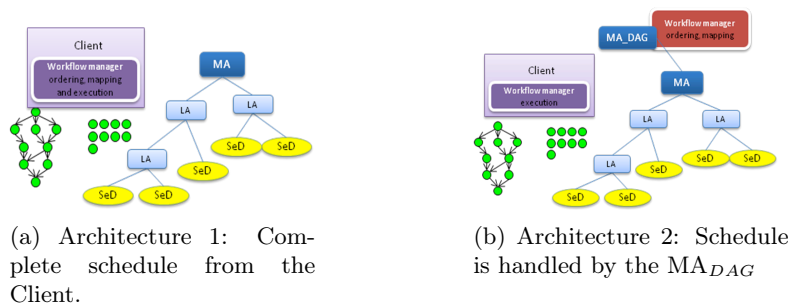 Client
Workflow manager
ordering, mapping
and execution
MA
LA
LA
LA
SeD
SeD
SeD
SeD
SeD
(a) Architecture 1: Com-
plete schedule from the
Client.
MA_DAG
Workflow manager
ordering, mapping
Client
Workflow manager
execution
MA
LA
LA
LA
SeD
SeD
SeD
SeD
SeD
(b) Architecture 2: Schedule
is handled by the MADAG